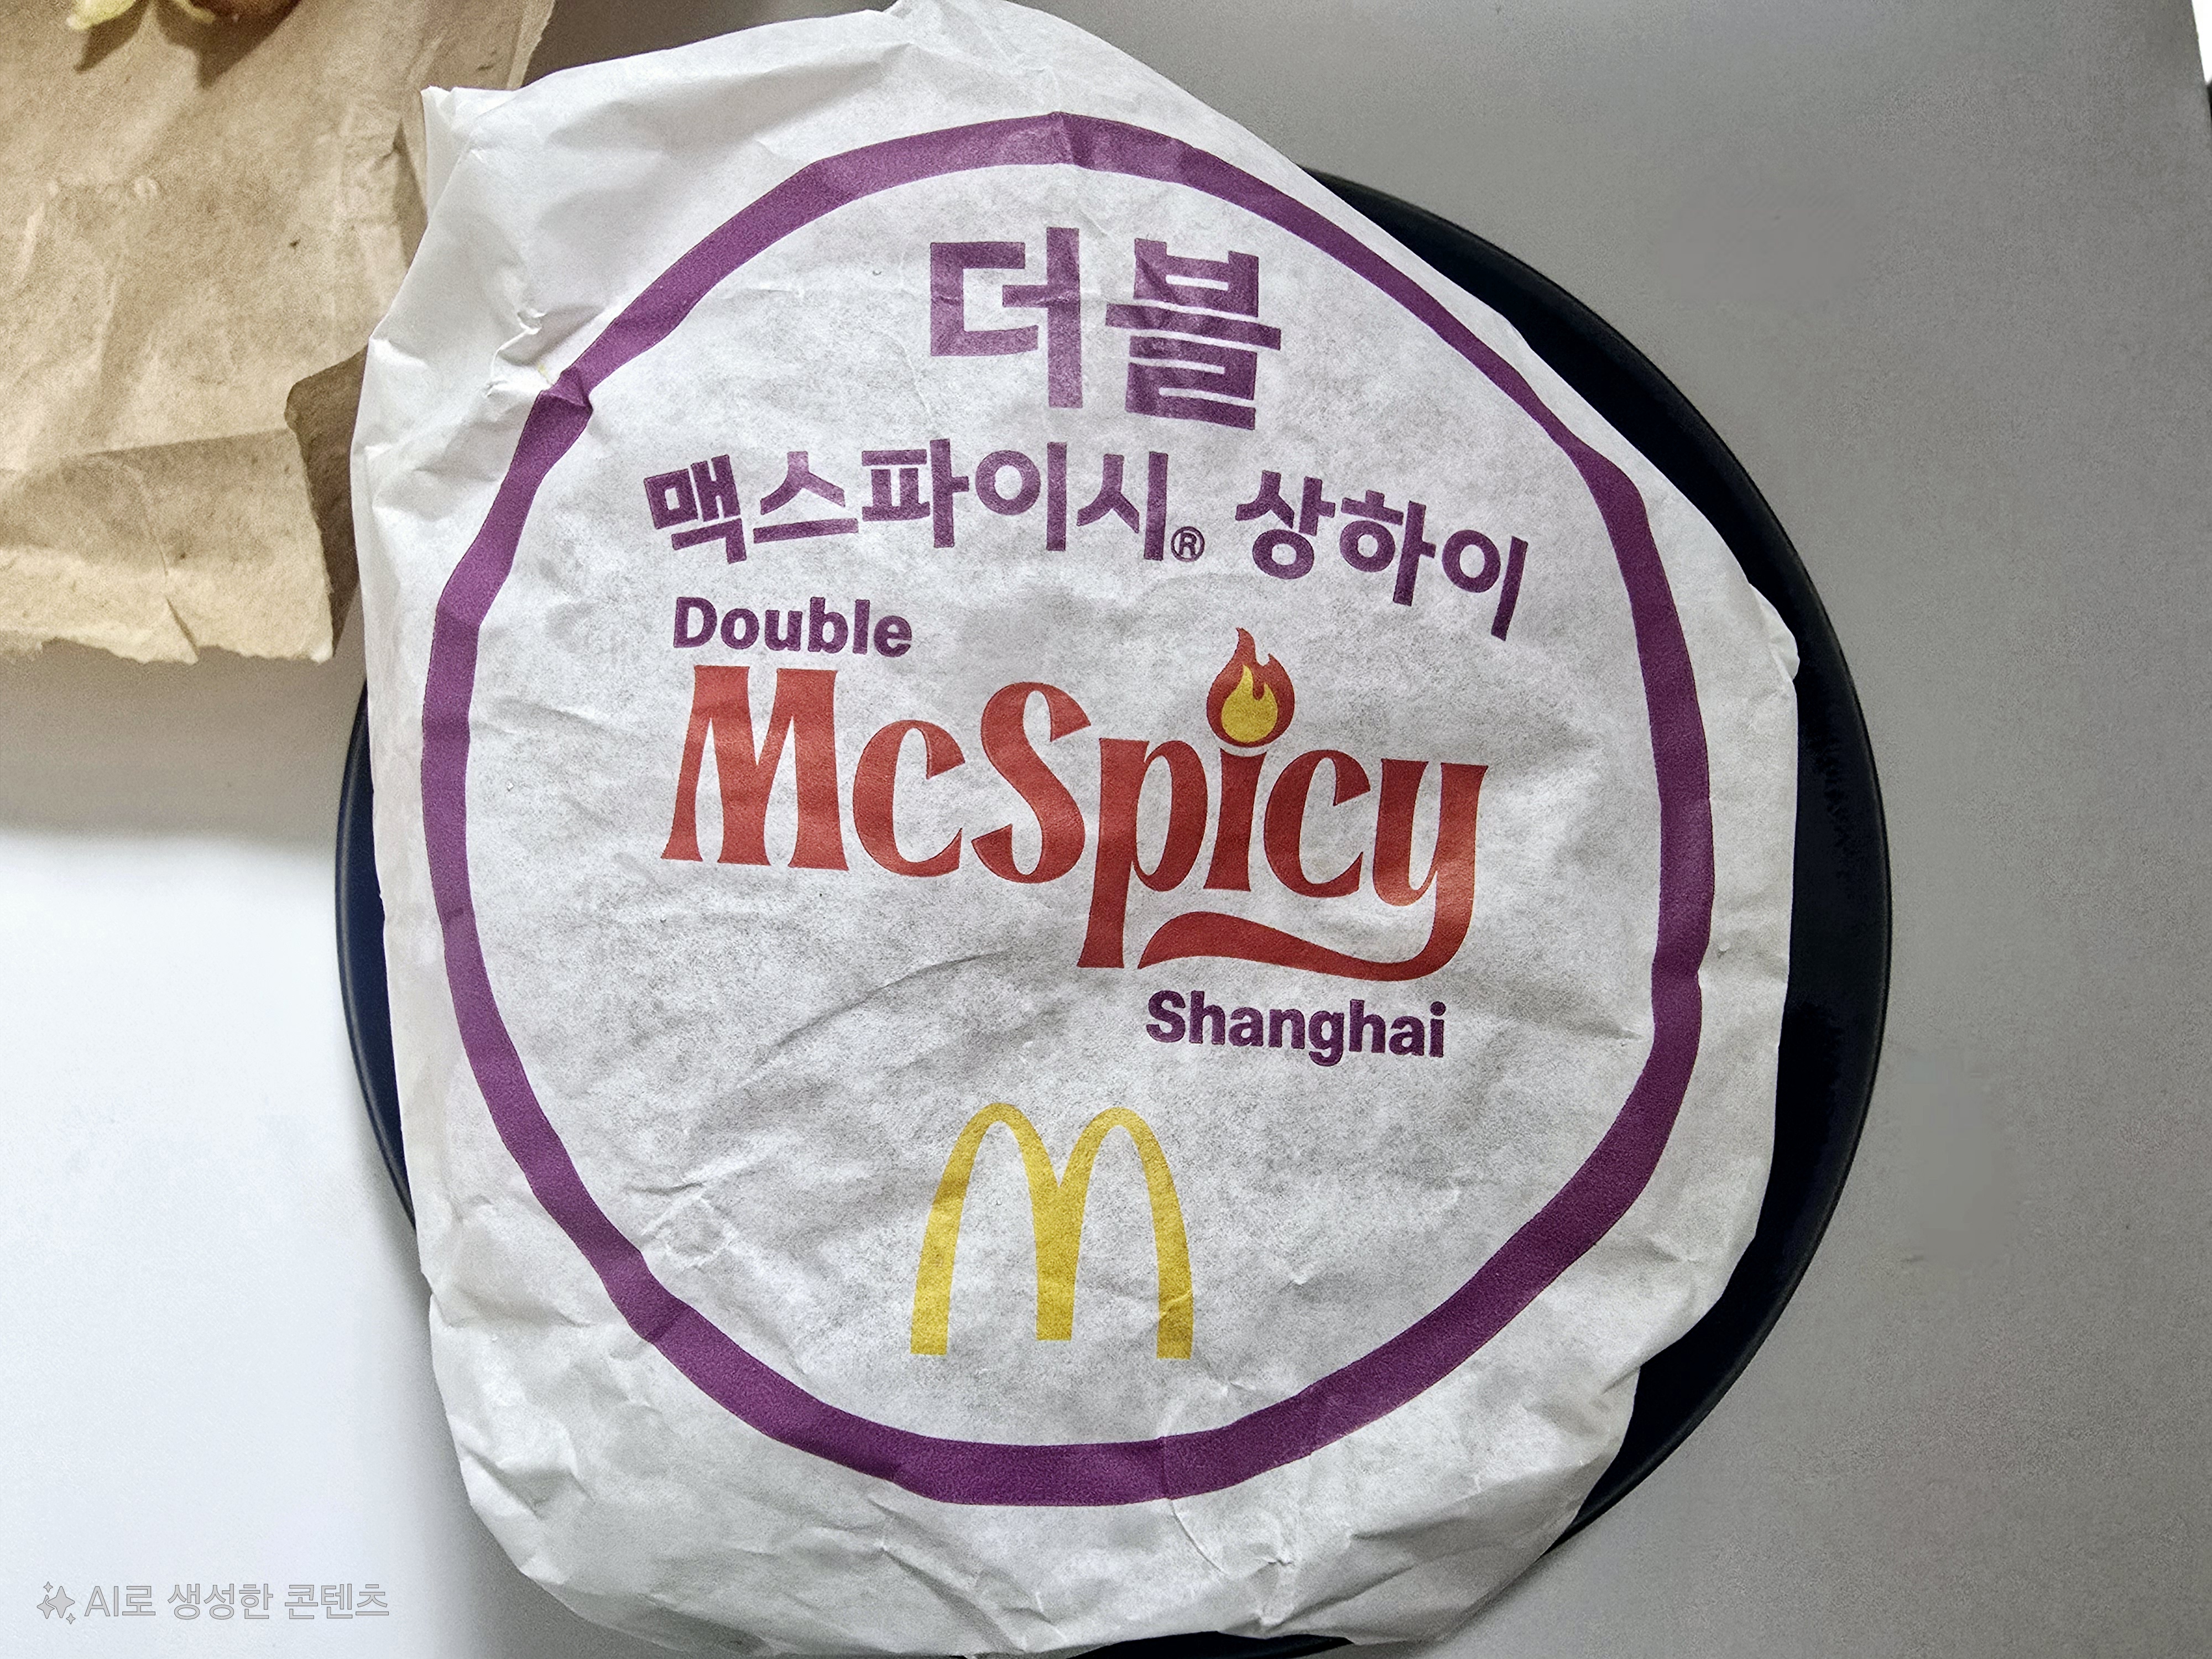 더블
맥스파이시® 상하이
Double
McSpicy
Shanghai
AI로 생성한 콘텐츠